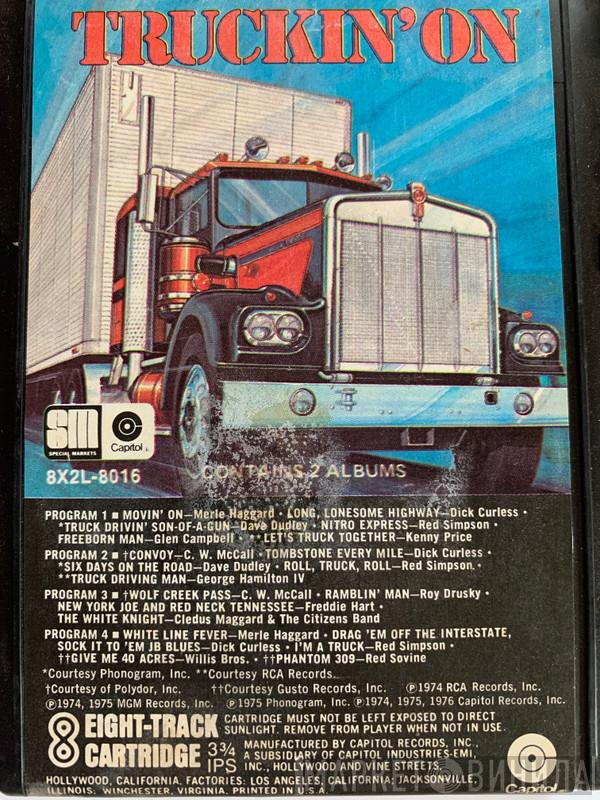 TRUCKIN' ON
SM
SPECIAL MARKETS
Capitol
8X2L-8016
CONTAINS 2 ALBUMS
PROGRAM 1 ■ MOVIN' ON—Merle Haggard • LONG, LONESOME HIGHWAY—Dick Curless •
*TRUCK DRIVIN' SON-OF-A-GUN—Dave Dudley • NITRO EXPRESS—Red Simpson •
FREEBORN MAN—Glen Campbell • **LET'S TRUCK TOGETHER—Kenny Price
PROGRAM 2 ■ †CONVOY—C. W. McCall • TOMBSTONE EVERY MILE—Dick Curless •
*SIX DAYS ON THE ROAD—Dave Dudley • ROLL, TRUCK, ROLL—Red Simpson •
**TRUCK DRIVING MAN—George Hamilton IV
PROGRAM 3 ■ †WOLF CREEK PASS—C. W. McCall • RAMBLIN' MAN—Roy Drusky •
NEW YORK JOE AND RED NECK TENNESSEE—Freddie Hart •
THE WHITE KNIGHT—Cledus Maggard & The Citizens Band
PROGRAM 4 ■ WHITE LINE FEVER—Merle Haggard • DRAG 'EM OFF THE INTERSTATE,
SOCK IT TO 'EM JB BLUES—Dick Curless • I'M A TRUCK—Red Simpson •
††GIVE ME 40 ACRES—Willis Bros. • ††PHANTOM 309—Red Sovine
*Courtesy Phonogram, Inc. **Courtesy RCA Records.
†Courtesy of Polydor, Inc. ††Courtesy Gusto Records, Inc. ℗1974 RCA Records, Inc.
℗1974, 1975 MGM Records, Inc. ℗1975 Phonogram, Inc. ℗1974, 1975, 1976 Capitol Records, Inc.
8 EIGHT-TRACK CARTRIDGE 3¾ IPS
CARTRIDGE MUST NOT BE LEFT EXPOSED TO DIRECT
SUNLIGHT. REMOVE FROM PLAYER WHEN NOT IN USE.
MANUFACTURED BY CAPITOL RECORDS, INC.,
A SUBSIDIARY OF CAPITOL INDUSTRIES-EMI,
INC., HOLLYWOOD AND VINE STREETS,
HOLLYWOOD, CALIFORNIA. FACTORIES: LOS ANGELES, CALIFORNIA; JACKSONVILLE,
ILLINOIS; WINCHESTER, VIRGINIA. PRINTED IN U.S.A.
Capitol
МАРКЕТ ВИНИЛА